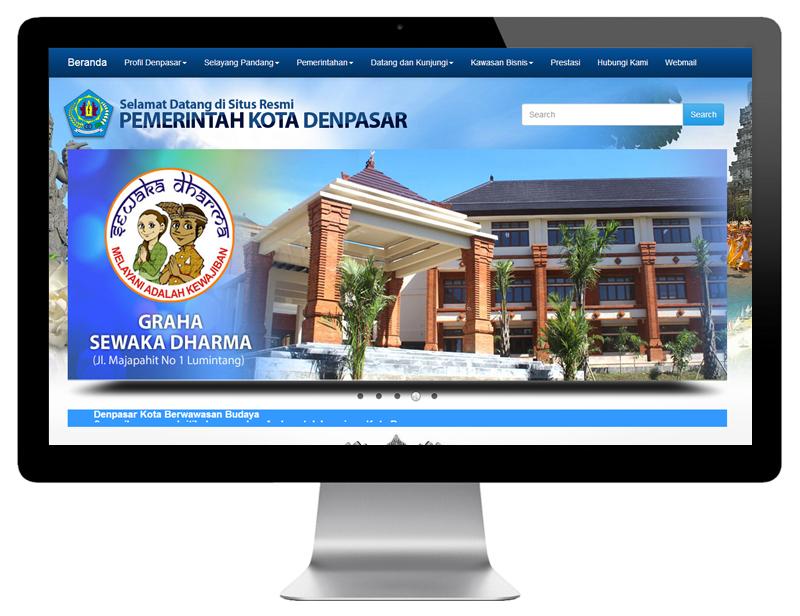 Beranda
Profil Denpasar
Selayang Pandang
Pemerintahan
Datang dan Kunjungi
Kawasan Bisnis
Prestasi
Hubungi Kami
Webmail
Selamat Datang di Situs Resmi
PEMERINTAH KOTA DENPASAR
Search
Search
sewaka dharma
MELAYANI ADALAH KEWAJIBAN
GRAHA
SEWAKA DHARMA
(Jl. Majapahit No 1 Lumintang)
Denpasar Kota Berwawasan Budaya